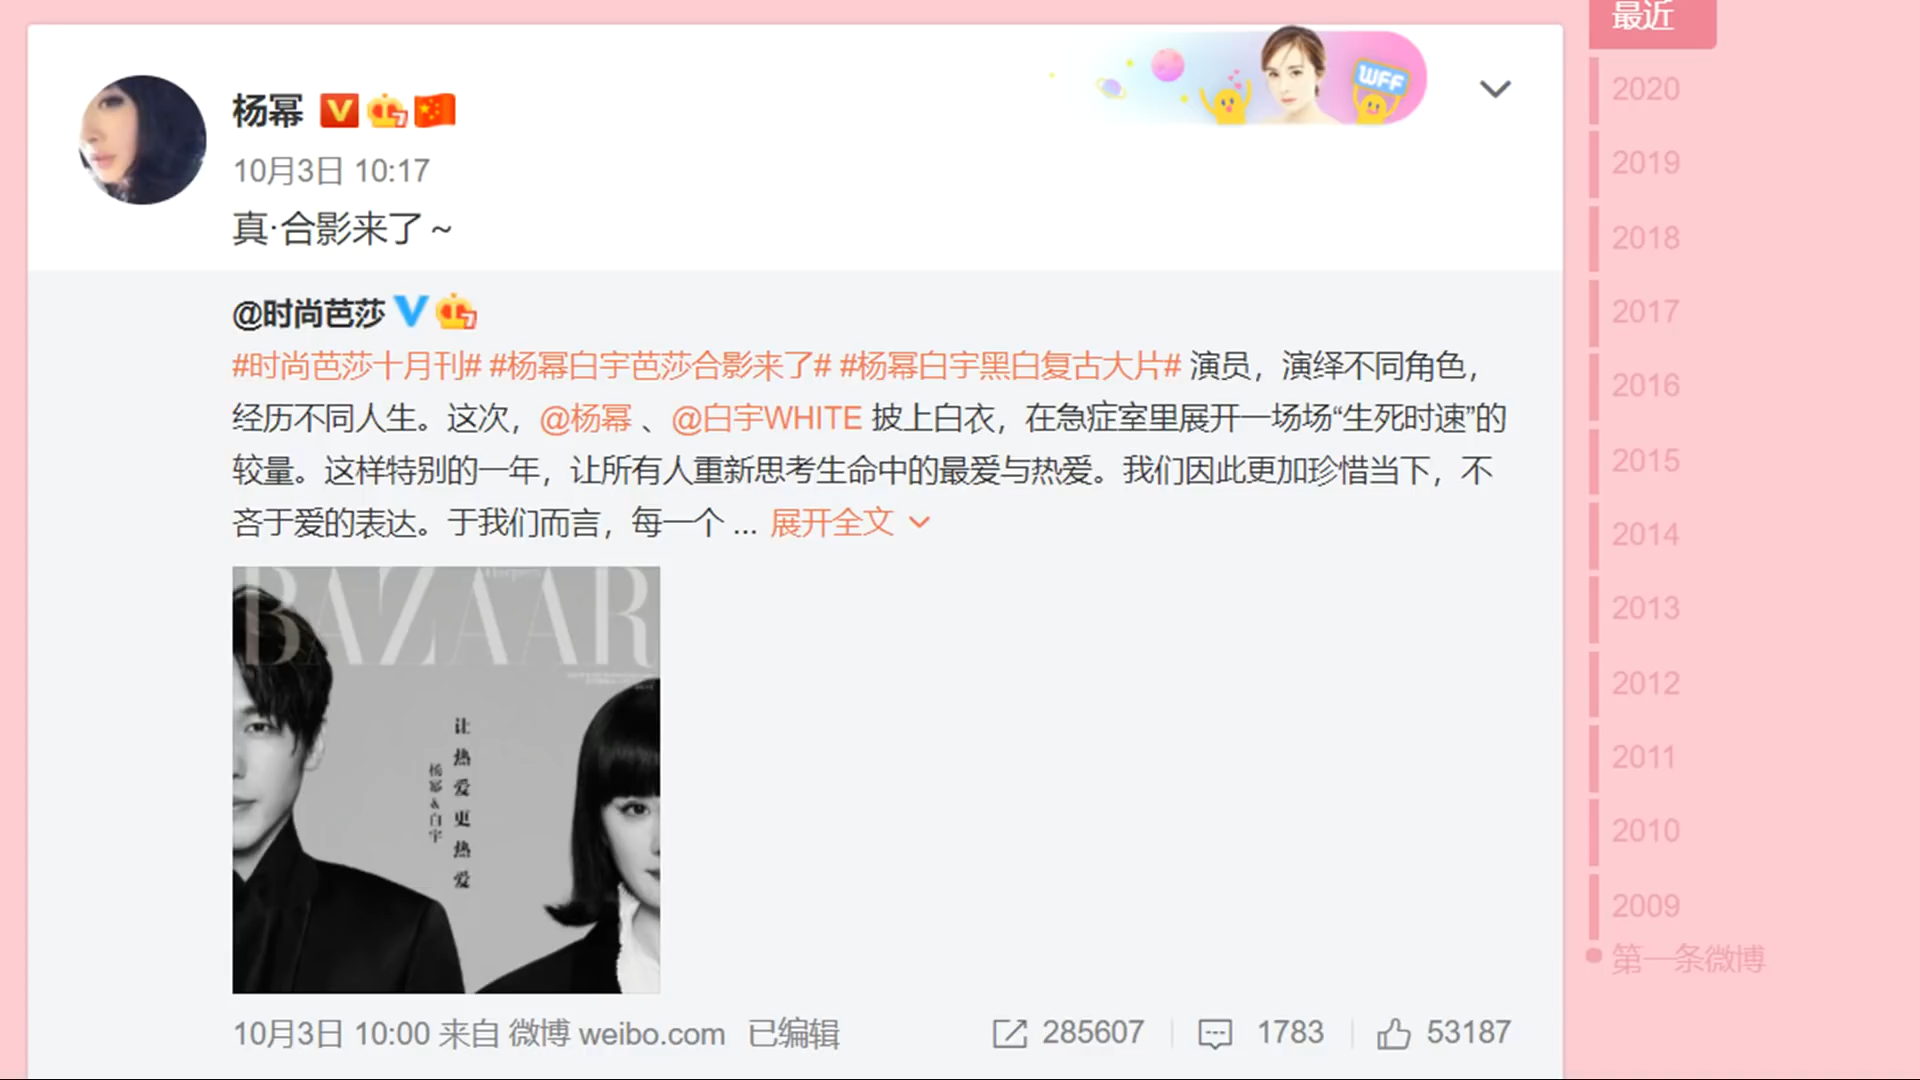 最近
杨幂
WFF
10月3日 10:17
真·合影来了~
@时尚芭莎
#时尚芭莎十月刊# #杨幂白宇芭莎合影来了# #杨幂白宇黑白复古大片# 演员，演绎不同角色，
经历不同人生。这次，@杨幂 、@白宇WHITE 披上白衣，在急症室里展开一场场“生死时速”的
较量。这样特别的一年，让所有人重新思考生命中的最爱与热爱。我们因此更加珍惜当下，不
吝于爱的表达。于我们而言，每一个 ... 展开全文
Harper's
BAZAAR
让热爱更热爱
杨幂&白宇
10月3日 10:00 来自 微博 weibo.com 已编辑
285607 1783 53187
2020
2019
2018
2017
2016
2015
2014
2013
2012
2011
2010
2009
第一条微博